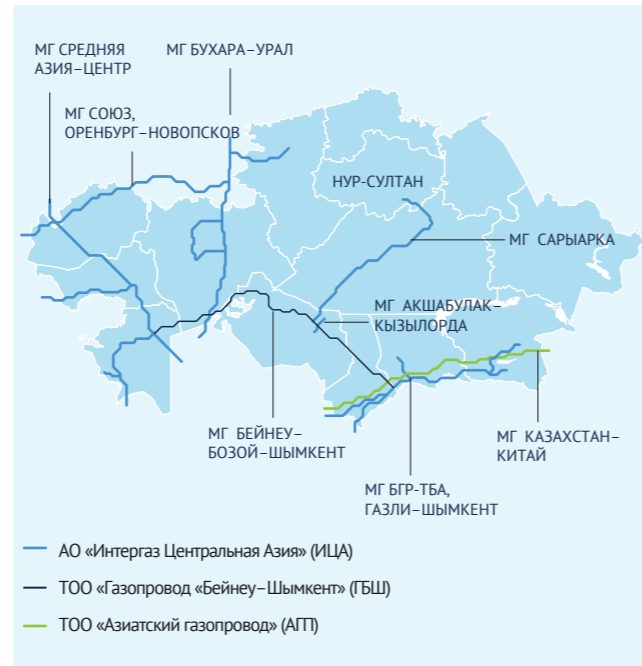 МГ СРЕДНЯЯ
АЗИЯ–ЦЕНТР
МГ БУХАРА–УРАЛ
МГ СОЮЗ,
ОРЕНБУРГ–НОВОПСКОВ
НУР-СУЛТАН
МГ САРЫАРКА
МГ АКШАБУЛАК–
КЫЗЫЛОРДА
МГ БЕЙНЕУ–
БОЗОЙ–ШЫМКЕНТ
МГ КАЗАХСТАН–
КИТАЙ
МГ БГР-ТБА,
ГАЗЛИ–ШЫМКЕНТ
АО «Интергаз Центральная Азия» (ИЦА)
ТОО «Газопровод «Бейнеу–Шымкент» (ГБШ)
ТОО «Азиатский газопровод» (АГП)